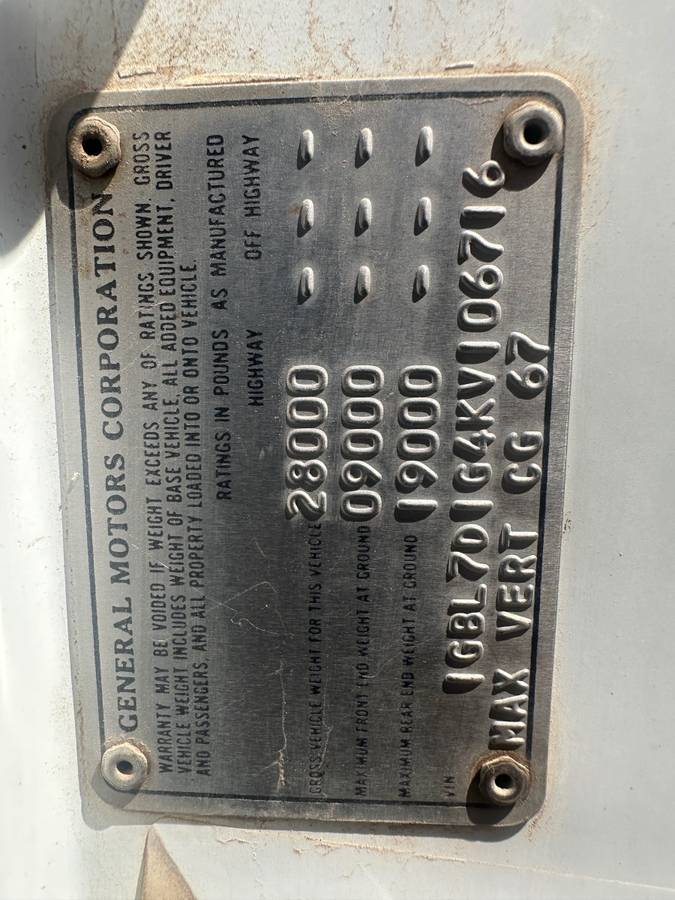 GENERAL MOTORS CORPORATION
WARRANTY MAY BE VOIDED IF WEIGHT EXCEEDS ANY OF RATINGS SHOWN. GROSS
VEHICLE WEIGHT INCLUDES WEIGHT OF BASE VEHICLE, ALL ADDED EQUIPMENT, DRIVER
AND PASSENGERS, AND ALL PROPERTY LOADED INTO OR ONTO VEHICLE.
RATINGS IN POUNDS AS MANUFACTURED
HIGHWAY OFF HIGHWAY
GROSS VEHICLE WEIGHT FOR THIS VEHICLE 28000 - - -
MAXIMUM FRONT END WEIGHT AT GROUND 09000 - - -
MAXIMUM REAR END WEIGHT AT GROUND 19000 - - -
VIN 1GBL7D1G4KV106716
MAX VERT CG 67